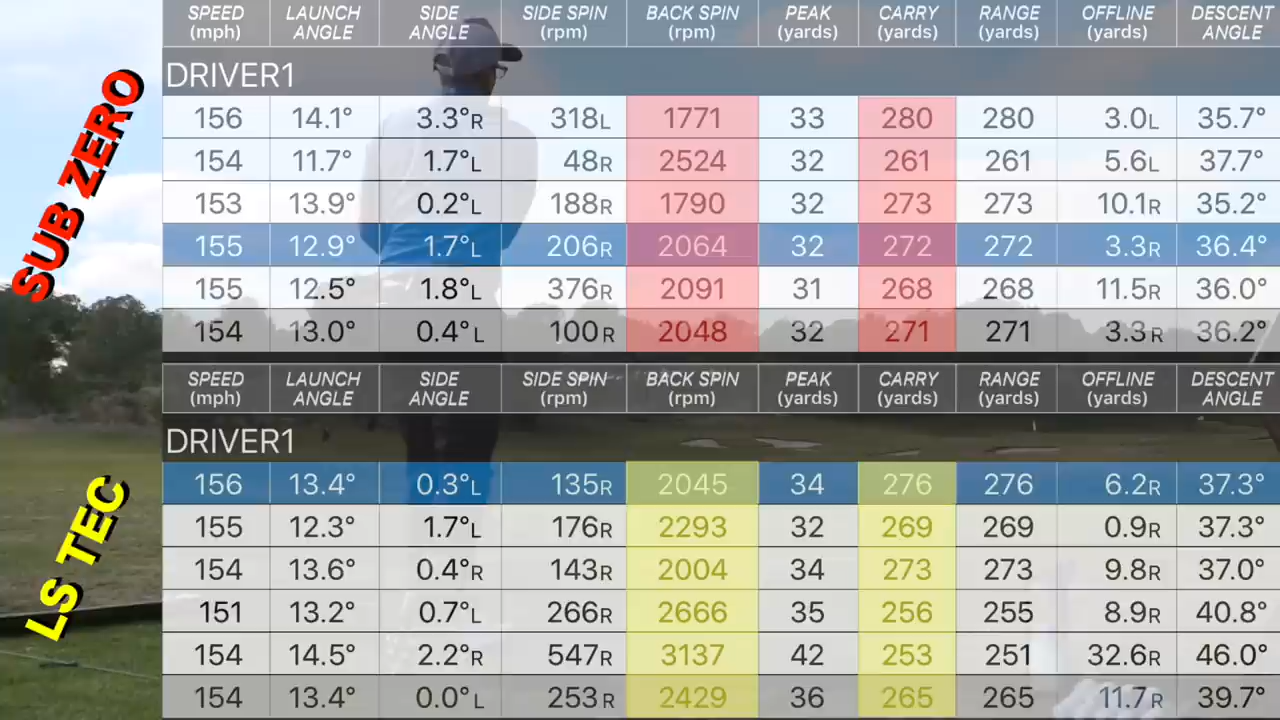 SUB ZERO
SPEED (mph) LAUNCH ANGLE SIDE ANGLE SIDE SPIN (rpm) BACK SPIN (rpm) PEAK (yards) CARRY (yards) RANGE (yards) OFFLINE (yards) DESCENT ANGLE
DRIVER1
156 14.1° 3.3°R 318L 1771 33 280 280 3.0L 35.7°
154 11.7° 1.7°L 48R 2524 32 261 261 5.6L 37.7°
153 13.9° 0.2°L 188R 1790 32 273 273 10.1R 35.2°
155 12.9° 1.7°L 206R 2064 32 272 272 3.3R 36.4°
155 12.5° 1.8°L 376R 2091 31 268 268 11.5R 36.0°
154 13.0° 0.4°L 100R 2048 32 271 271 3.3R 36.2°
LS TEC
SPEED (mph) LAUNCH ANGLE SIDE ANGLE SIDE SPIN (rpm) BACK SPIN (rpm) PEAK (yards) CARRY (yards) RANGE (yards) OFFLINE (yards) DESCENT ANGLE
DRIVER1
156 13.4° 0.3°L 135R 2045 34 276 276 6.2R 37.3°
155 12.3° 1.7°L 176R 2293 32 269 269 0.9R 37.3°
154 13.6° 0.4°R 143R 2004 34 273 273 9.8R 37.0°
151 13.2° 0.7°L 266R 2666 35 256 255 8.9R 40.8°
154 14.5° 2.2°R 547R 3137 42 253 251 32.6R 46.0°
154 13.4° 0.0°L 253R 2429 36 265 265 11.7R 39.7°